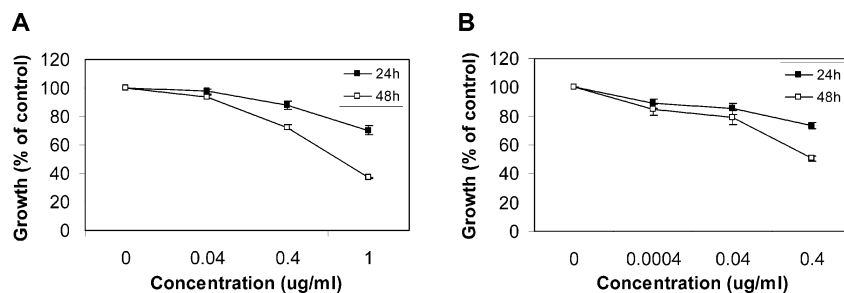 A
Growth (% of control)
120
100
80
60
40
20
0
24h
48h
0 0.04 0.4 1
Concentration (ug/ml)
B
Growth (% of control)
120
100
80
60
40
20
0
24h
48h
0 0.0004 0.04 0.4
Concentration (ug/ml)